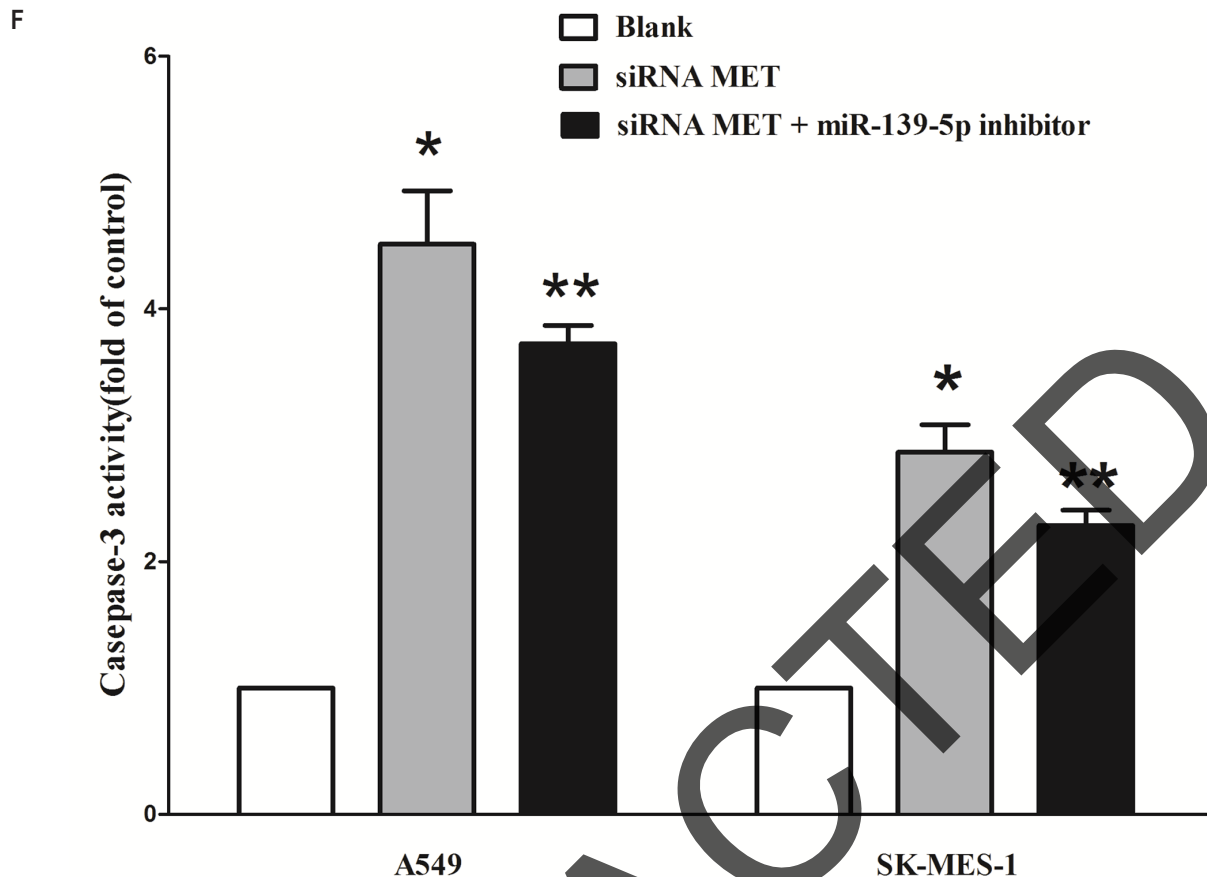 F
Blank
siRNA MET
siRNA MET + miR-139-5p inhibitor
Casepase-3 activity(fold of control)
6
4
2
0
*
**
*
**
A549
SK-MES-1
ACTED